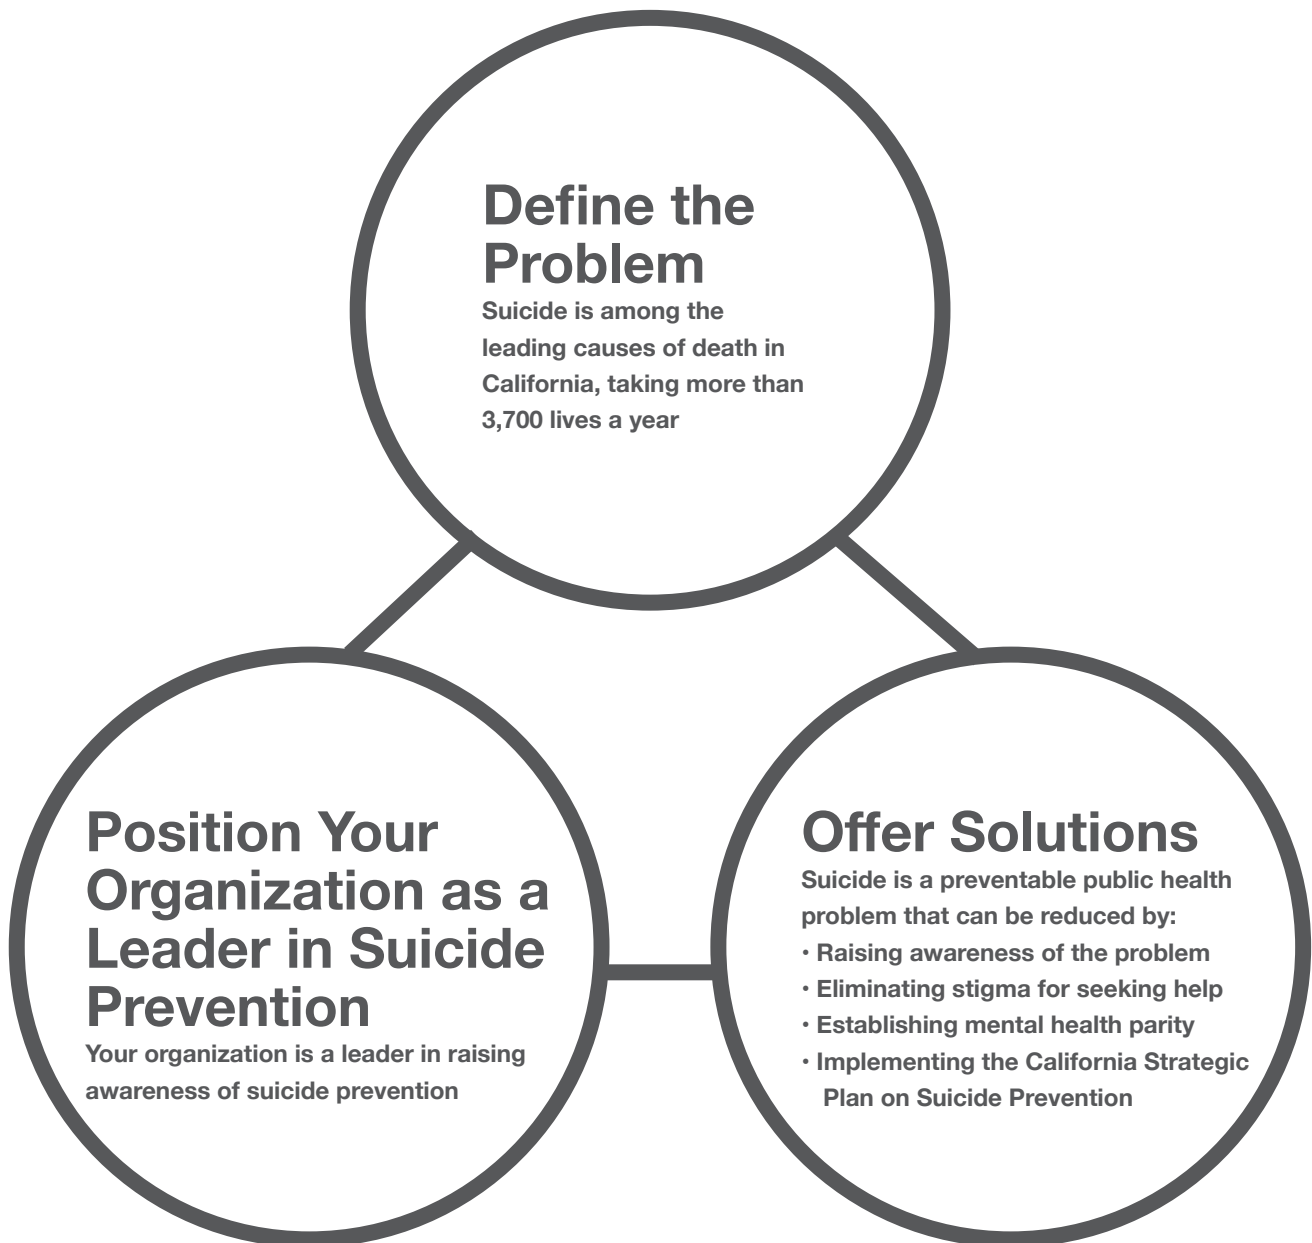 Define the
Problem
Suicide is among the
leading causes of death in
California, taking more than
3,700 lives a year
Position Your
Organization as a
Leader in Suicide
Prevention
Your organization is a leader in raising
awareness of suicide prevention
Offer Solutions
Suicide is a preventable public health
problem that can be reduced by:
• Raising awareness of the problem
• Eliminating stigma for seeking help
• Establishing mental health parity
• Implementing the California Strategic
Plan on Suicide Prevention